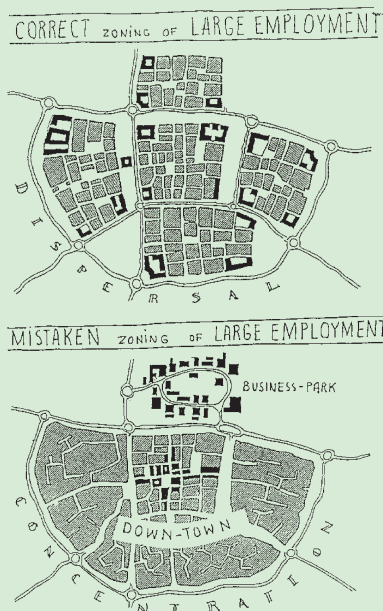 CORRECT ZONING OF LARGE EMPLOYMENT
DISPERSAL
MISTAKEN ZONING OF LARGE EMPLOYMENT
BUSINESS-PARK
DOWN-TOWN
CONCENTRATION